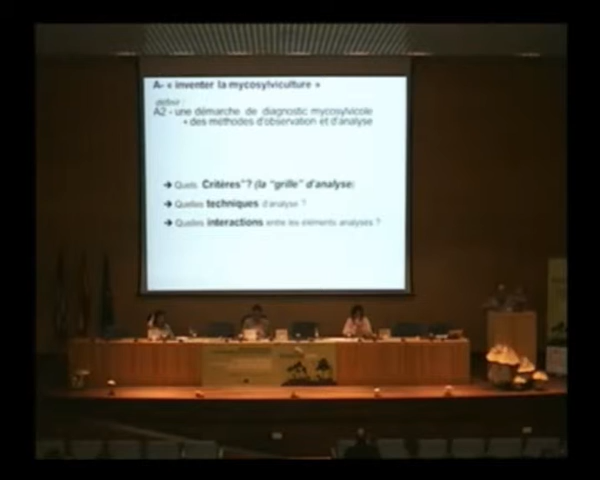 A- « inventer la mycosylviculture »
définir :
A2 - une démarche de diagnostic mycosylvicole
+ des méthodes d'observation et d'analyse
➔ Quels Critères"? (la "grille" d'analyse)
➔ Quelles techniques d'analyse ?
➔ Quelles interactions entre les éléments analysés ?